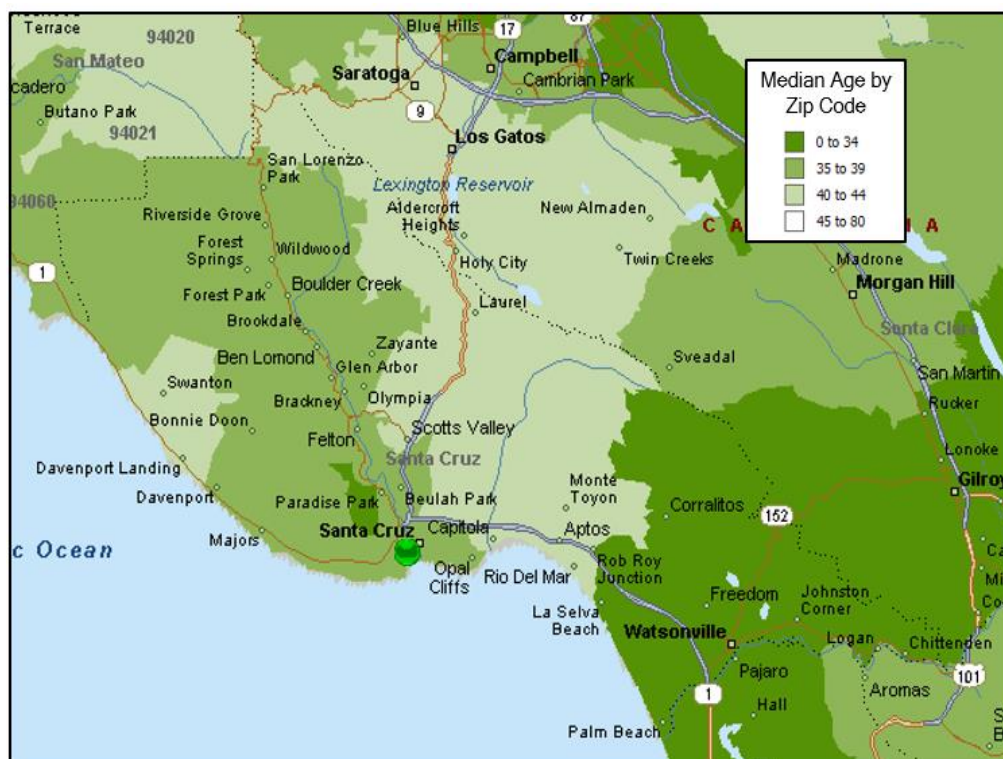 Terrace
94020
San Mateo
cadero
Butano Park
94021
94060
1
Blue Hills
17
87
Campbell
Saratoga
Cambrian Park
9
Los Gatos
San Lorenzo
Park
Lexington Reservoir
Riverside Grove
Aldercroft
Heights
New Almaden
Forest
Springs
Wildwood
Holy City
Twin Creeks
Forest Park
Boulder Creek
Laurel
Brookdale
Zayante
Ben Lomond
Glen Arbor
Swanton
Brackney
Olympia
Bonnie Doon
Felton
Scotts Valley
Santa Cruz
Davenport Landing
Davenport
Paradise Park
Beulah Park
Monte
Toyon
Majors
Santa Cruz
Capitola
Aptos
c Ocean
Opal
Cliffs
Rio Del Mar
Rob Roy
Junction
La Selva
Beach
Median Age by
Zip Code
0 to 34
35 to 39
40 to 44
45 to 80
C A
I A
Madrone
Morgan Hill
Santa Clara
Sveadal
San Martin
Rucker
Lonoke
Gilroy
Corralitos
152
Ca
Mi
Co
Freedom
Johnston
Corner
Watsonville
Logan
Chittenden
Pajaro
101
1
Aromas
Hall
Palm Beach
S
B